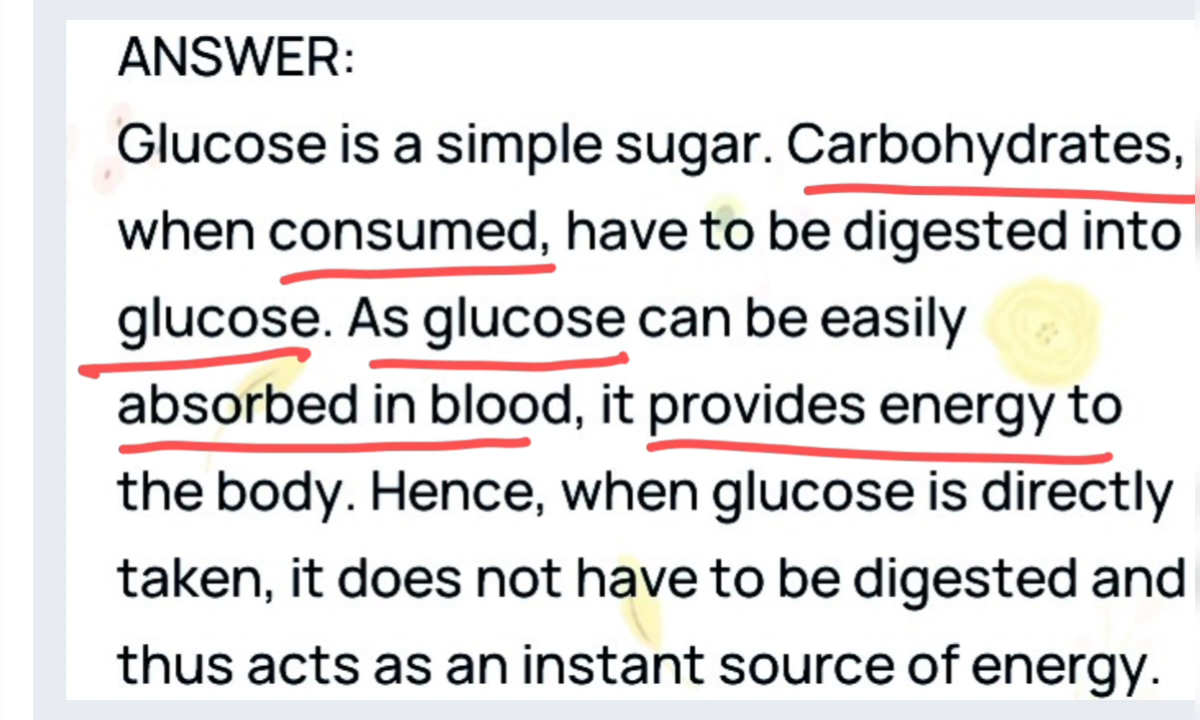 ANSWER:
Glucose is a simple sugar. Carbohydrates,
when consumed, have to be digested into
glucose. As glucose can be easily
absorbed in blood, it provides energy to
the body. Hence, when glucose is directly
taken, it does not have to be digested and
thus acts as an instant source of energy.